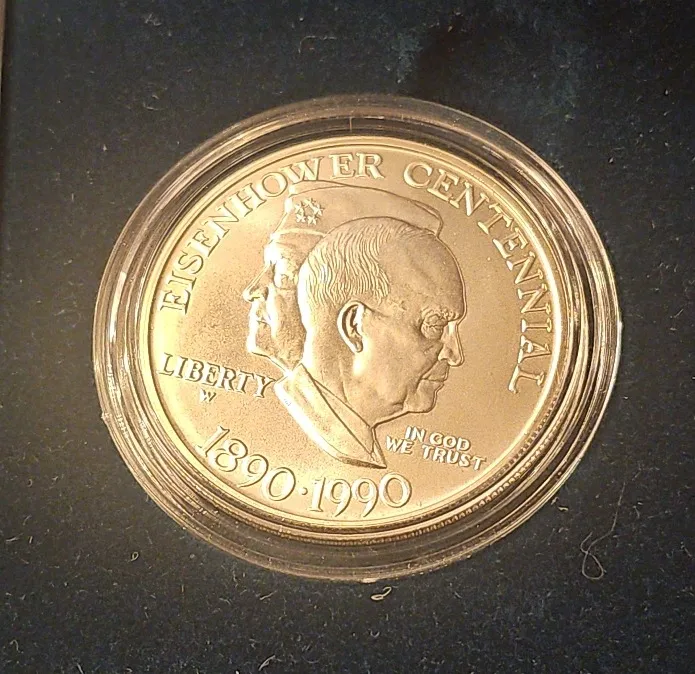 EISENHOWER CENTENNIAL
LIBERTY
W
IN GOD
WE TRUST
1890·1990